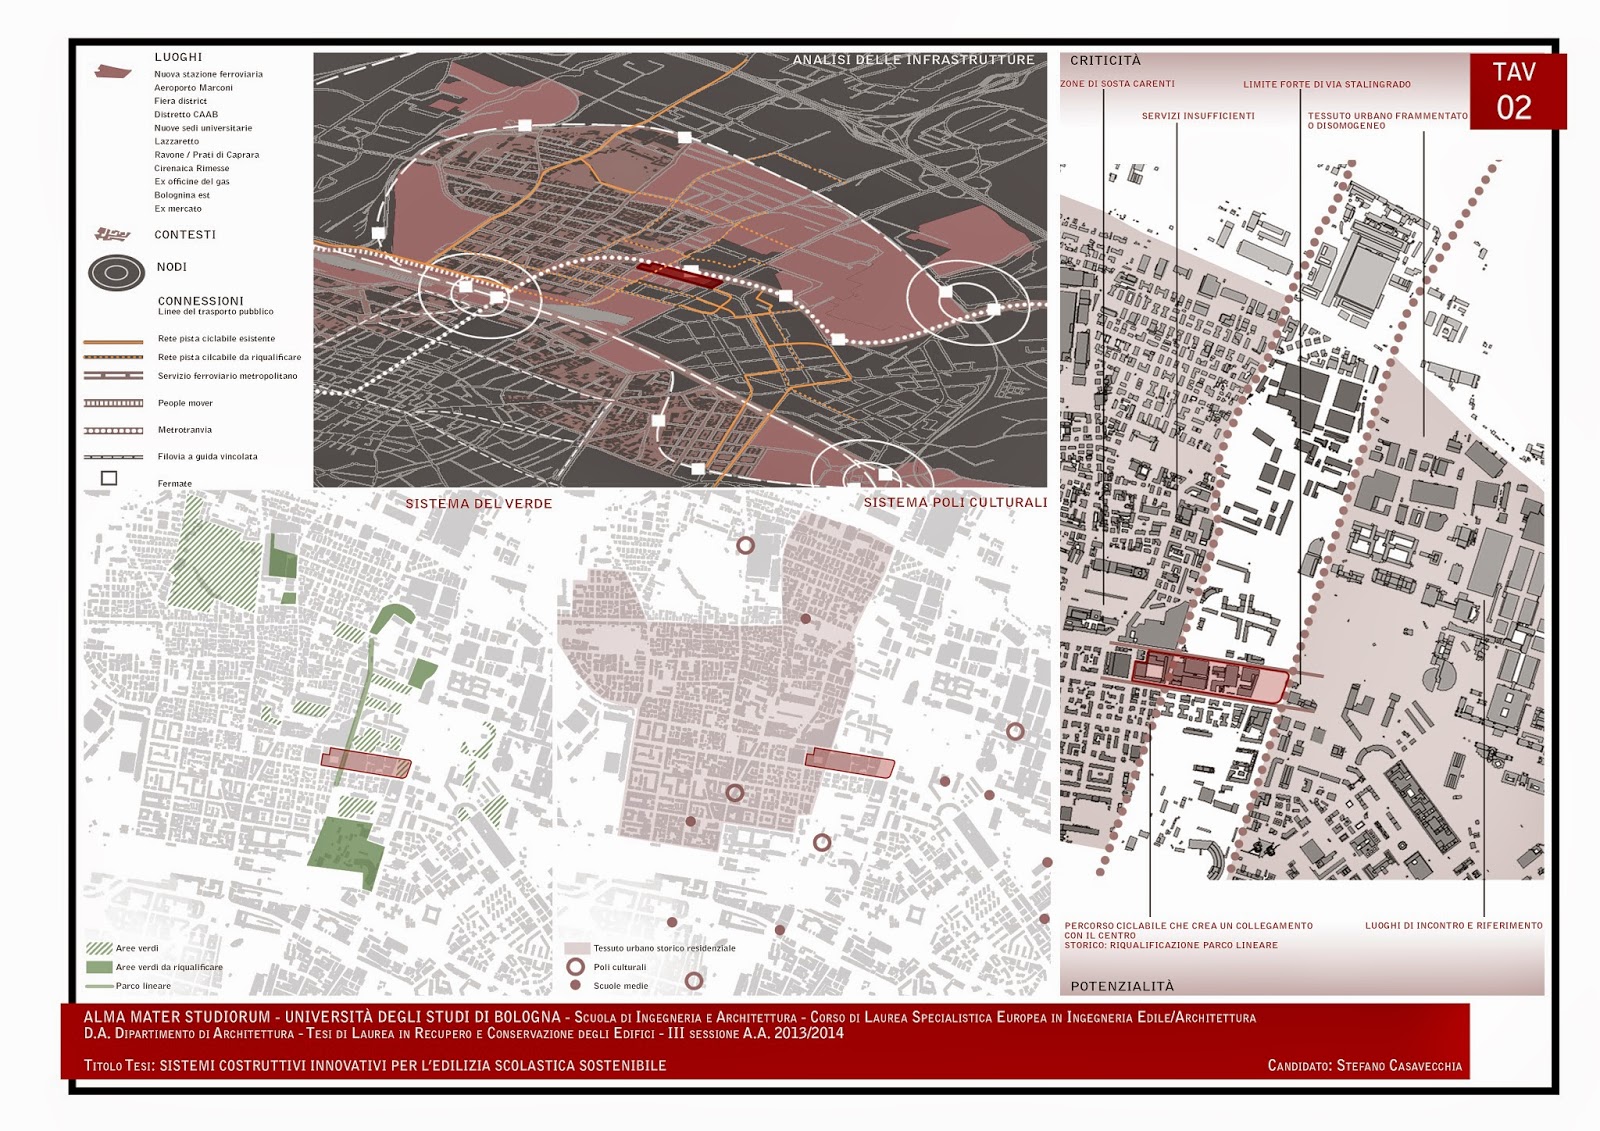 LUOGHI
Nuova stazione ferroviaria
Aeroporto Marconi
Fiera district
Distretto CAAB
Nuove sedi universitarie
Lazzaretto
Ravone / Prati di Caprara
Cirenaica Rimesse
Ex officine del gas
Bolognina est
Ex mercato
CONTESTI
NODI
CONNESSIONI
Linee del trasporto pubblico
Rete pista ciclabile esistente
Rete pista cilcabile da riqualificare
Servizio ferroviario metropolitano
People mover
Metrotranvia
Filovia a guida vincolata
Fermate
ANALISI DELLE INFRASTRUTTURE
CRITICITÀ
ZONE DI SOSTA CARENTI
LIMITE FORTE DI VIA STALINGRADO
SERVIZI INSUFFICIENTI
TESSUTO URBANO FRAMMENTATO
O DISOMOGENEO
TAV
02
SISTEMA DEL VERDE
SISTEMA POLI CULTURALI
Aree verdi
Aree verdi da riqualificare
Parco lineare
Tessuto urbano storico residenziale
Poli culturali
Scuole medie
PERCORSO CICLABILE CHE CREA UN COLLEGAMENTO
CON IL CENTRO
STORICO: RIQUALIFICAZIONE PARCO LINEARE
LUOGHI DI INCONTRO E RIFERIMENTO
POTENZIALITÀ
ALMA MATER STUDIORUM - UNIVERSITÀ DEGLI STUDI DI BOLOGNA - SCUOLA DI INGEGNERIA E ARCHITETTURA - CORSO DI LAUREA SPECIALISTICA EUROPEA IN INGEGNERIA EDILE/ARCHITETTURA
D.A. DIPARTIMENTO DI ARCHITETTURA - TESI DI LAUREA IN RECUPERO E CONSERVAZIONE DEGLI EDIFICI - III SESSIONE A.A. 2013/2014
TITOLO TESI: SISTEMI COSTRUTTIVI INNOVATIVI PER L'EDILIZIA SCOLASTICA SOSTENIBILE
CANDIDATO: STEFANO CASAVECCHIA